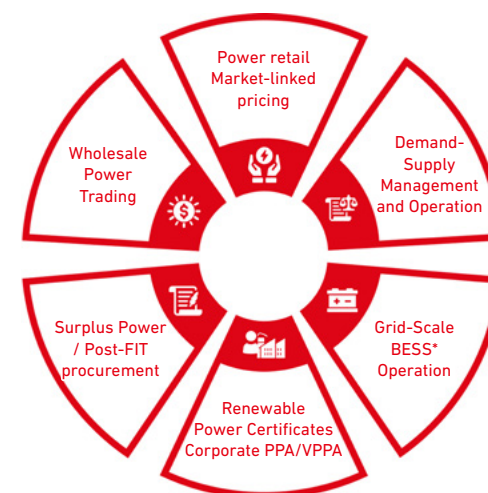 Power retail
Market-linked
pricing
Demand-
Supply
Management
and Operation
Grid-Scale
BESS*
Operation
Renewable
Power Certificates
Corporate PPA/VPPA
Surplus Power
/ Post-FIT
procurement
Wholesale
Power
Trading
$